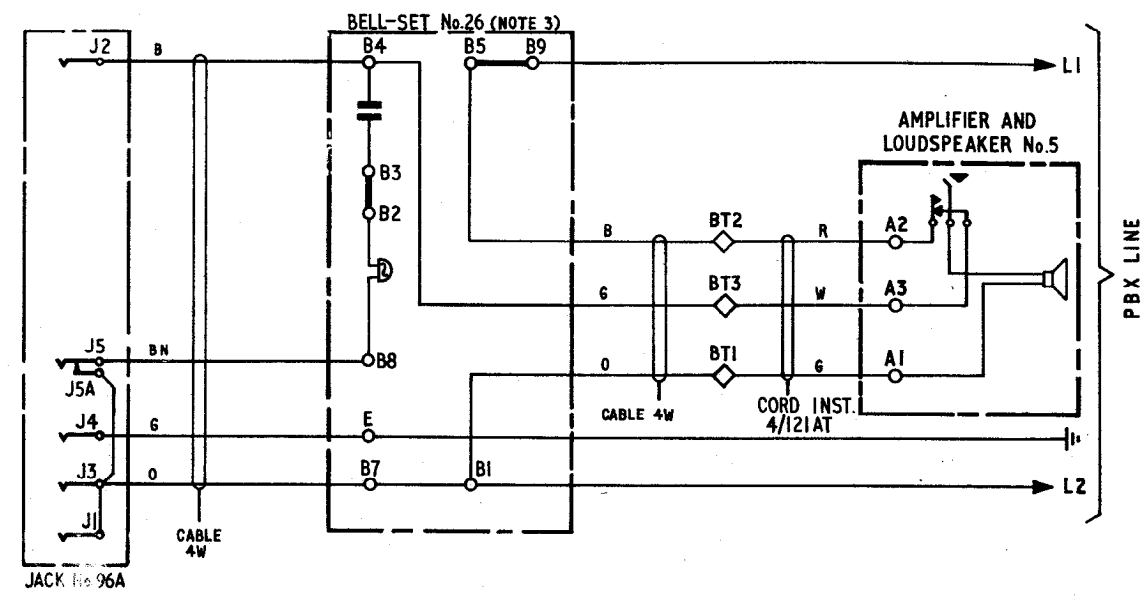 BELL-SET No.26 (NOTE 3)
J2
B
B4
B5
B9
L1
AMPLIFIER AND
LOUDSPEAKER No.5
B3
B2
BT2
B
R
A2
BT3
G
W
A3
PBX LINE
J5
BN
B8
BT1
O
G
A1
J5A
CABLE 4W
CORD INST.
4/121AT
J4
G
E
J3
O
B7
B1
L2
J1
CABLE
4W
JACK No 96A